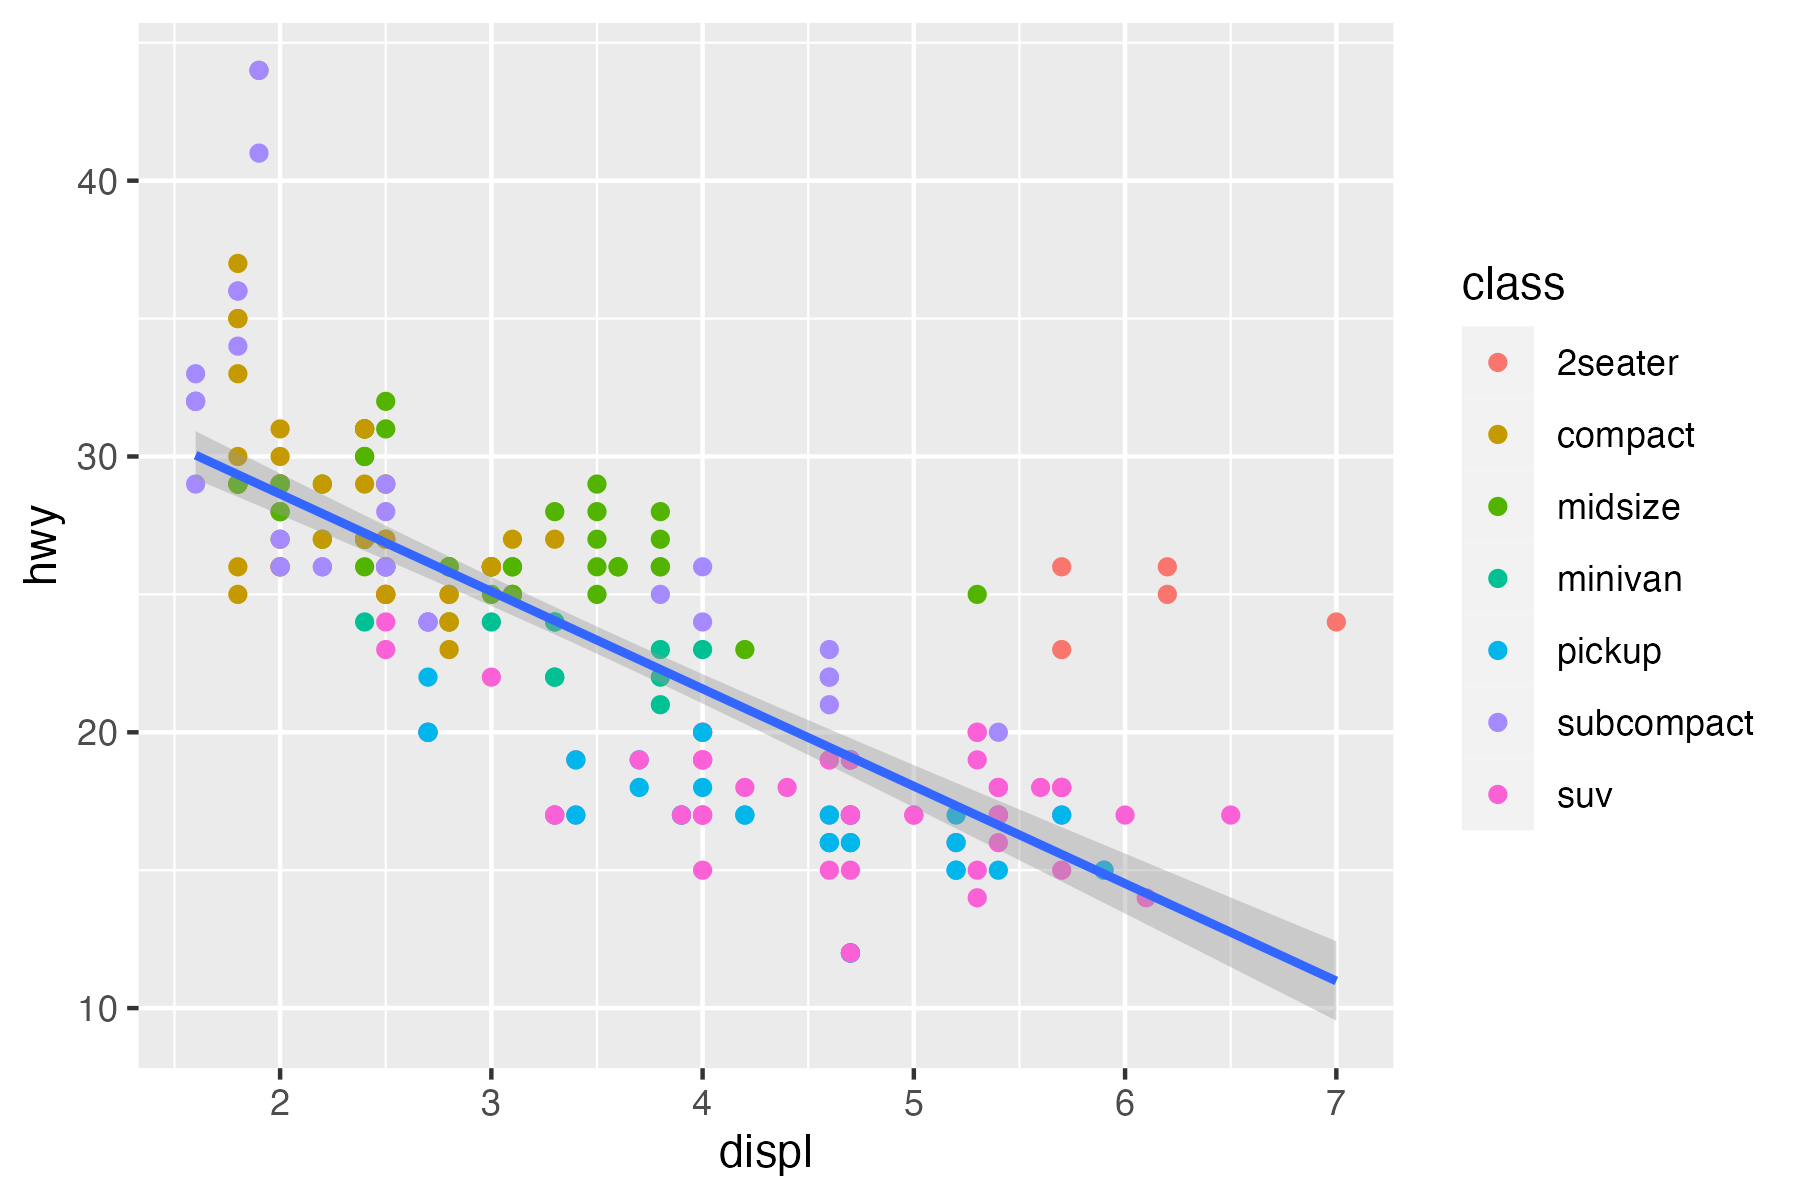 hwy
40
30
20
10
2 3 4 5 6 7
displ
class
2seater
compact
midsize
minivan
pickup
subcompact
suv